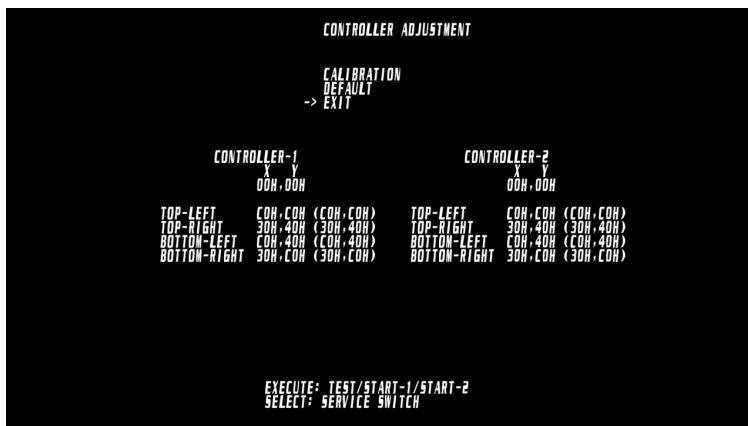 CONTROLLER ADJUSTMENT
CALIBRATION
DEFAULT
-> EXIT
CONTROLLER-1 CONTROLLER-2
X Y X Y
00H,00H 00H,00H
TOP-LEFT C0H,C0H (C0H,C0H) TOP-LEFT C0H,C0H (C0H,C0H)
TOP-RIGHT 30H,40H (30H,40H) TOP-RIGHT 30H,40H (30H,40H)
BOTTOM-LEFT C0H,40H (C0H,40H) BOTTOM-LEFT C0H,40H (C0H,40H)
BOTTOM-RIGHT 30H,C0H (30H,C0H) BOTTOM-RIGHT 30H,C0H (30H,C0H)
EXECUTE: TEST/START-1/START-2
SELECT: SERVICE SWITCH